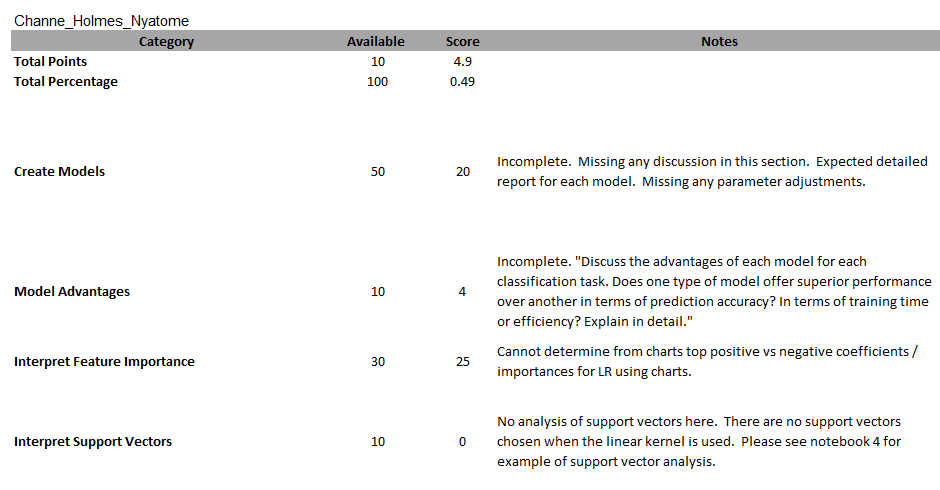 Channe_Holmes_Nyatome
Category Available Score Notes
Total Points 10 4.9
Total Percentage 100 0.49
Incomplete. Missing any discussion in this section. Expected detailed
Create Models 50 20
report for each model. Missing any parameter adjustments.
Incomplete. "Discuss the advantages of each model for each
classification task. Does one type of model offer superior performance
Model Advantages 10 4
over another in terms of prediction accuracy? In terms of training time
or efficiency? Explain in detail."
Cannot determine from charts top positive vs negative coefficients /
Interpret Feature Importance 30 25
importances for LR using charts.
No analysis of support vectors here. There are no support vectors
Interpret Support Vectors 10 0 chosen when the linear kernel is used. Please see notebook 4 for
example of support vector analysis.